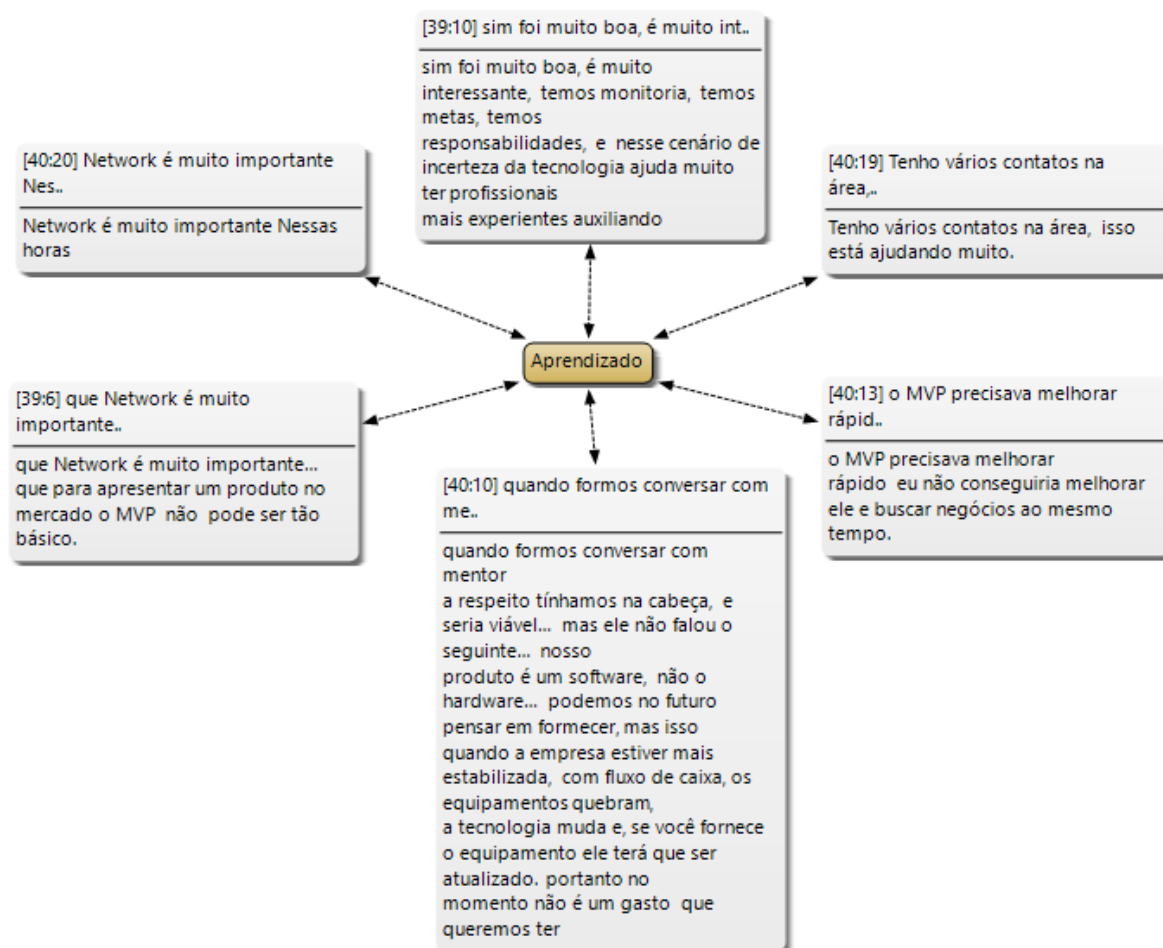 [39:10] sim foi muito boa, é muito int..
sim foi muito boa, é muito
interessante, temos monitoria, temos
metas, temos
responsabilidades, e nesse cenário de
incerteza da tecnologia ajuda muito
ter profissionais
mais experientes auxiliando
[40:20] Network é muito importante
Nes..
Network é muito importante Nessas
horas
[40:19] Tenho vários contatos na
área,..
Tenho vários contatos na área, isso
está ajudando muito.
Aprendizado
[39:6] que Network é muito
importante..
que Network é muito importante...
que para apresentar um produto no
mercado o MVP não pode ser tão
básico.
[40:13] o MVP precisava melhorar
rápid..
o MVP precisava melhorar
rápido eu não conseguiria melhorar
ele e buscar negócios ao mesmo
tempo.
[40:10] quando formos conversar com
me..
quando formos conversar com
mentor
a respeito tínhamos na cabeça, e
seria viável... mas ele não falou o
seguinte... nosso
produto é um software, não o
hardware... podemos no futuro
pensar em formecer, mas isso
quando a empresa estiver mais
estabilizada, com fluxo de caixa, os
equipamentos quebram,
a tecnologia muda e, se você fornece
o equipamento ele terá que ser
atualizado. portanto no
momento não é um gasto que
queremos ter